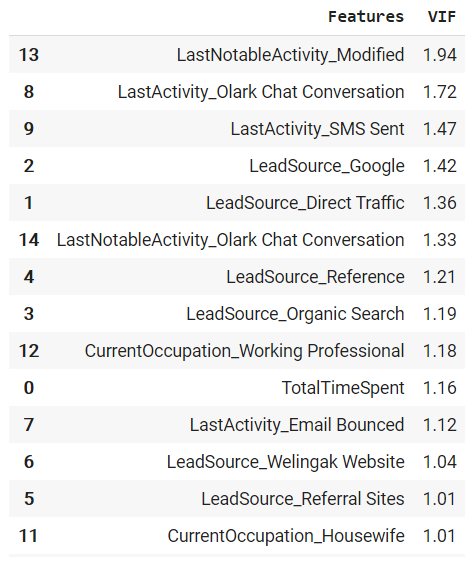 Features VIF
13 LastNotableActivity_Modified 1.94
8 LastActivity_Olark Chat Conversation 1.72
9 LastActivity_SMS Sent 1.47
2 LeadSource_Google 1.42
1 LeadSource_Direct Traffic 1.36
14 LastNotableActivity_Olark Chat Conversation 1.33
4 LeadSource_Reference 1.21
3 LeadSource_Organic Search 1.19
12 CurrentOccupation_Working Professional 1.18
0 TotalTimeSpent 1.16
7 LastActivity_Email Bounced 1.12
6 LeadSource_Welingak Website 1.04
5 LeadSource_Referral Sites 1.01
11 CurrentOccupation_Housewife 1.01